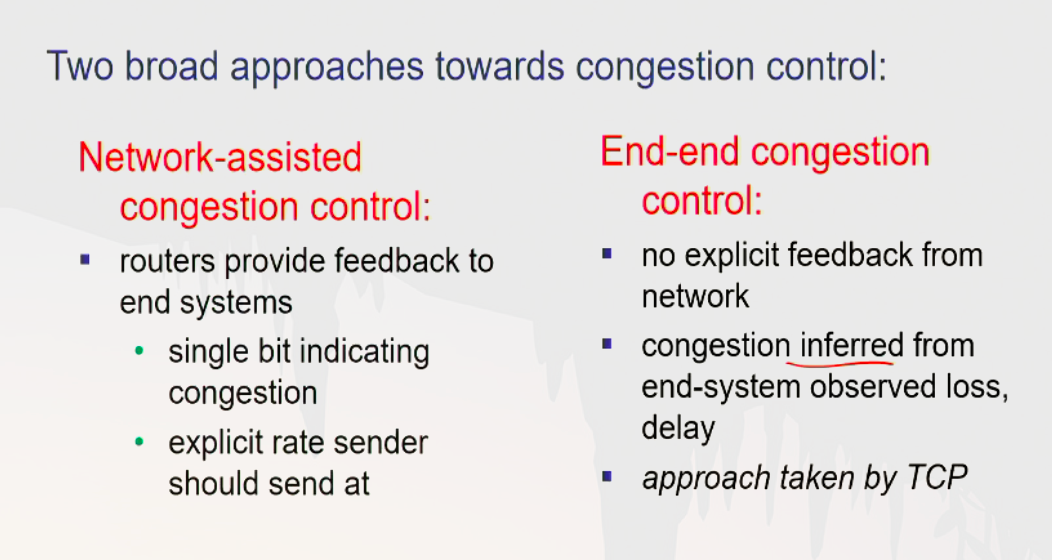 Two broad approaches towards congestion control:
Network-assisted
congestion control:
routers provide feedback to
end systems
single bit indicating
congestion
explicit rate sender
should send at
End-end congestion
control:
no explicit feedback from
network
congestion inferred from
end-system observed loss,
delay
approach taken by TCP